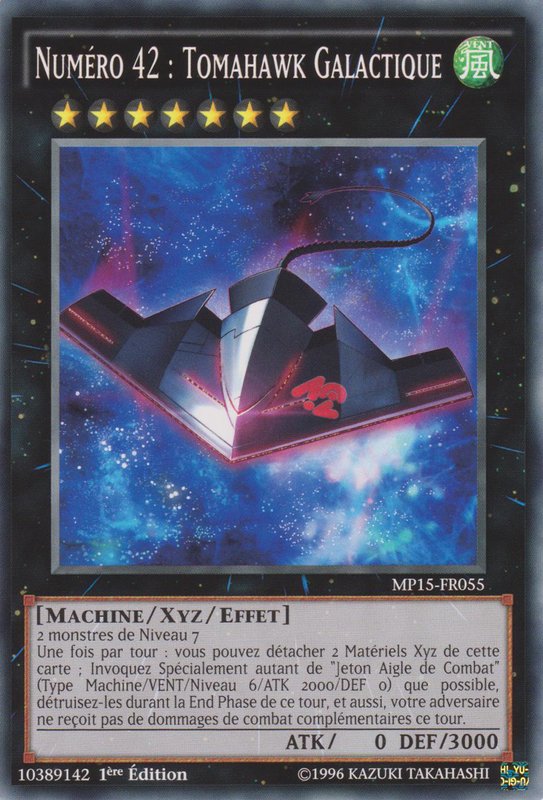 Numéro 42 : Tomahawk Galactique
VENT
風
42
MP15-FR055
[Machine/Xyz/Effet]
2 monstres de Niveau 7
Une fois par tour : vous pouvez détacher 2 Matériels Xyz de cette
carte ; Invoquez Spécialement autant de "Jeton Aigle de Combat"
(Type Machine/VENT/Niveau 6/ATK 2000/DEF 0) que possible,
détruisez-les durant la End Phase de ce tour, et aussi, votre adversaire
ne reçoit pas de dommages de combat complémentaires ce tour.
ATK/ 0 DEF/3000
10389142 1ère Édition ©1996 KAZUKI TAKAHASHI